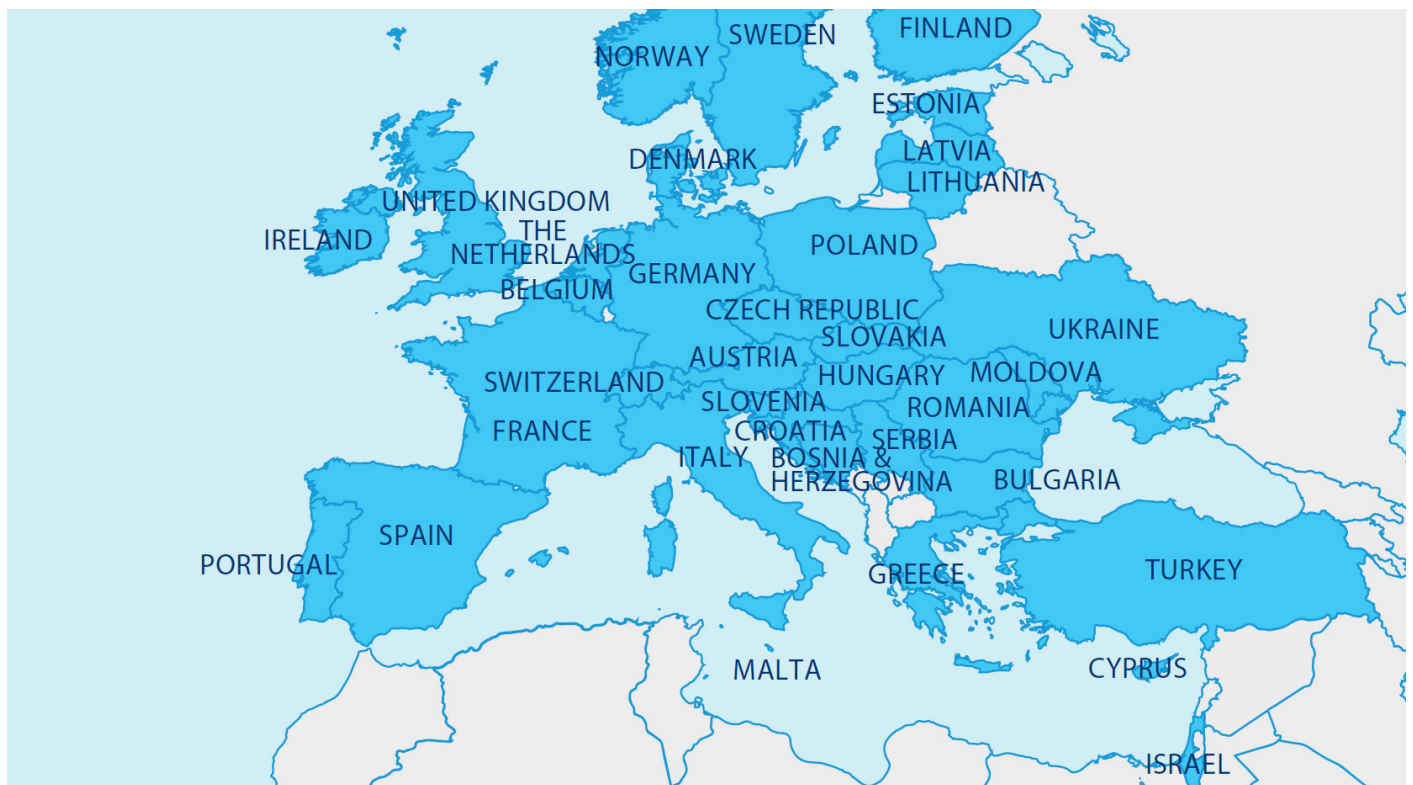 SWEDEN
FINLAND
NORWAY
ESTONIA
LATVIA
DENMARK
LITHUANIA
UNITED KINGDOM
IRELAND
THE
NETHERLANDS
POLAND
GERMANY
BELGIUM
CZECH REPUBLIC
UKRAINE
SLOVAKIA
AUSTRIA
HUNGARY
MOLDOVA
SWITZERLAND
SLOVENIA
ROMANIA
FRANCE
CROATIA
SERBIA
ITALY
BOSNIA &
HERZEGOVINA
BULGARIA
SPAIN
PORTUGAL
GREECE
TURKEY
MALTA
CYPRUS
ISRAEL